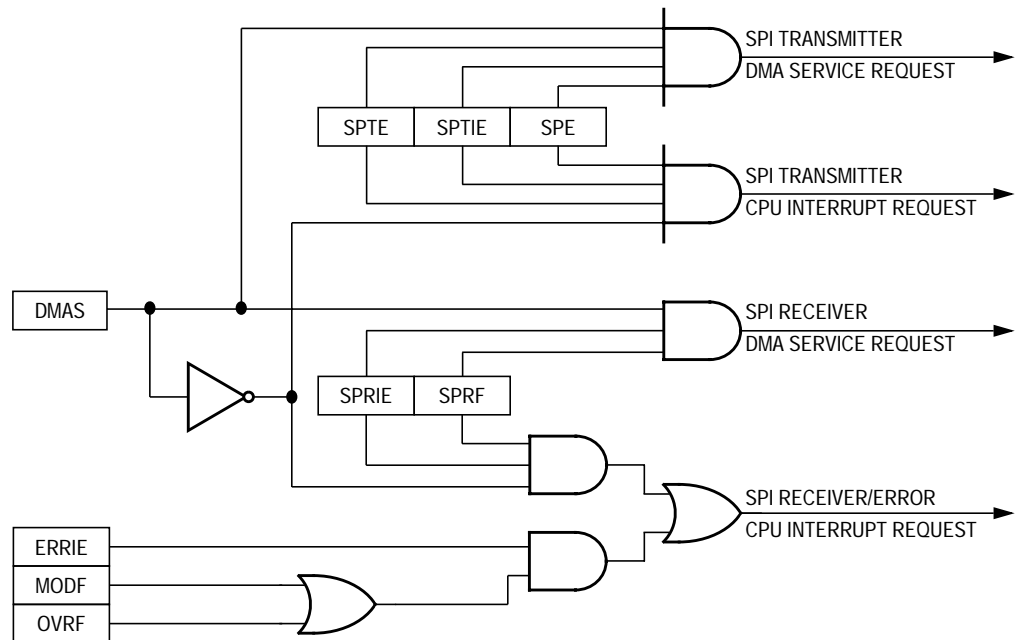 SPI TRANSMITTER
DMA SERVICE REQUEST
SPTE SPTIE SPE
SPI TRANSMITTER
CPU INTERRUPT REQUEST
DMAS
SPI RECEIVER
DMA SERVICE REQUEST
SPRIE SPRF
SPI RECEIVER/ERROR
CPU INTERRUPT REQUEST
ERRIE
MODF
OVRF